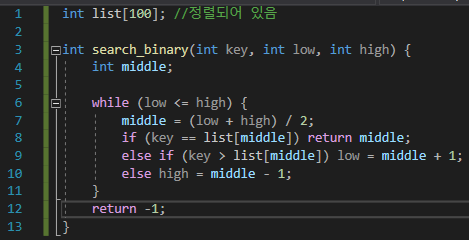 1 int list[100]; //정렬되어 있음
2
3 int search_binary(int key, int low, int high) {
4 int middle;
5
6 while (low <= high) {
7 middle = (low + high) / 2;
8 if (key == list[middle]) return middle;
9 else if (key > list[middle]) low = middle + 1;
10 else high = middle - 1;
11 }
12 return -1;
13 }